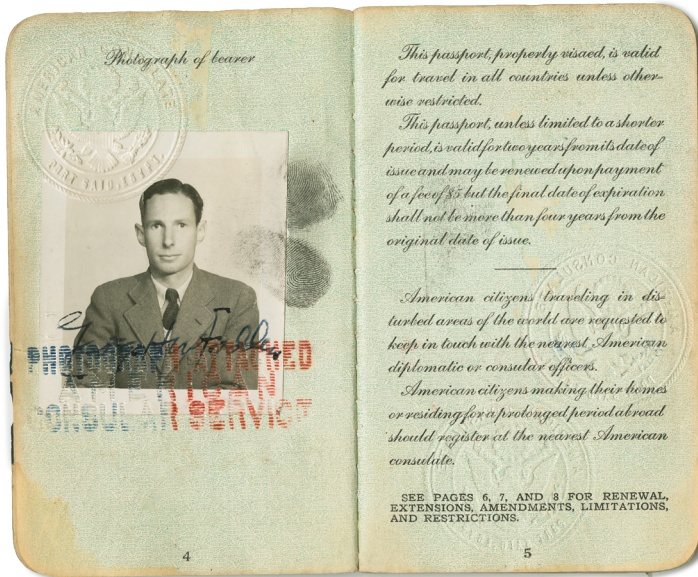 Photograph of bearer
AMERICAN CONSULATE
PORT SAID, EGYPT.
PHOTOGRAPH ATTACHED
AMERICAN
CONSULAR SERVICE
4
This passport, properly visaed, is valid
for travel in all countries unless other-
wise restricted.
This passport, unless limited to a shorter
period, is valid for two years from its date of
issue and may be renewed upon payment
of a fee of $5 but the final date of expiration
shall not be more than four years from the
original date of issue.
American citizens traveling in dis-
turbed areas of the world are requested to
keep in touch with the nearest American
diplomatic or consular officers.
American citizens making their homes
or residing for a prolonged period abroad
should register at the nearest American
consulate.
SEE PAGES 6, 7, AND 8 FOR RENEWAL,
EXTENSIONS, AMENDMENTS, LIMITATIONS,
AND RESTRICTIONS.
5